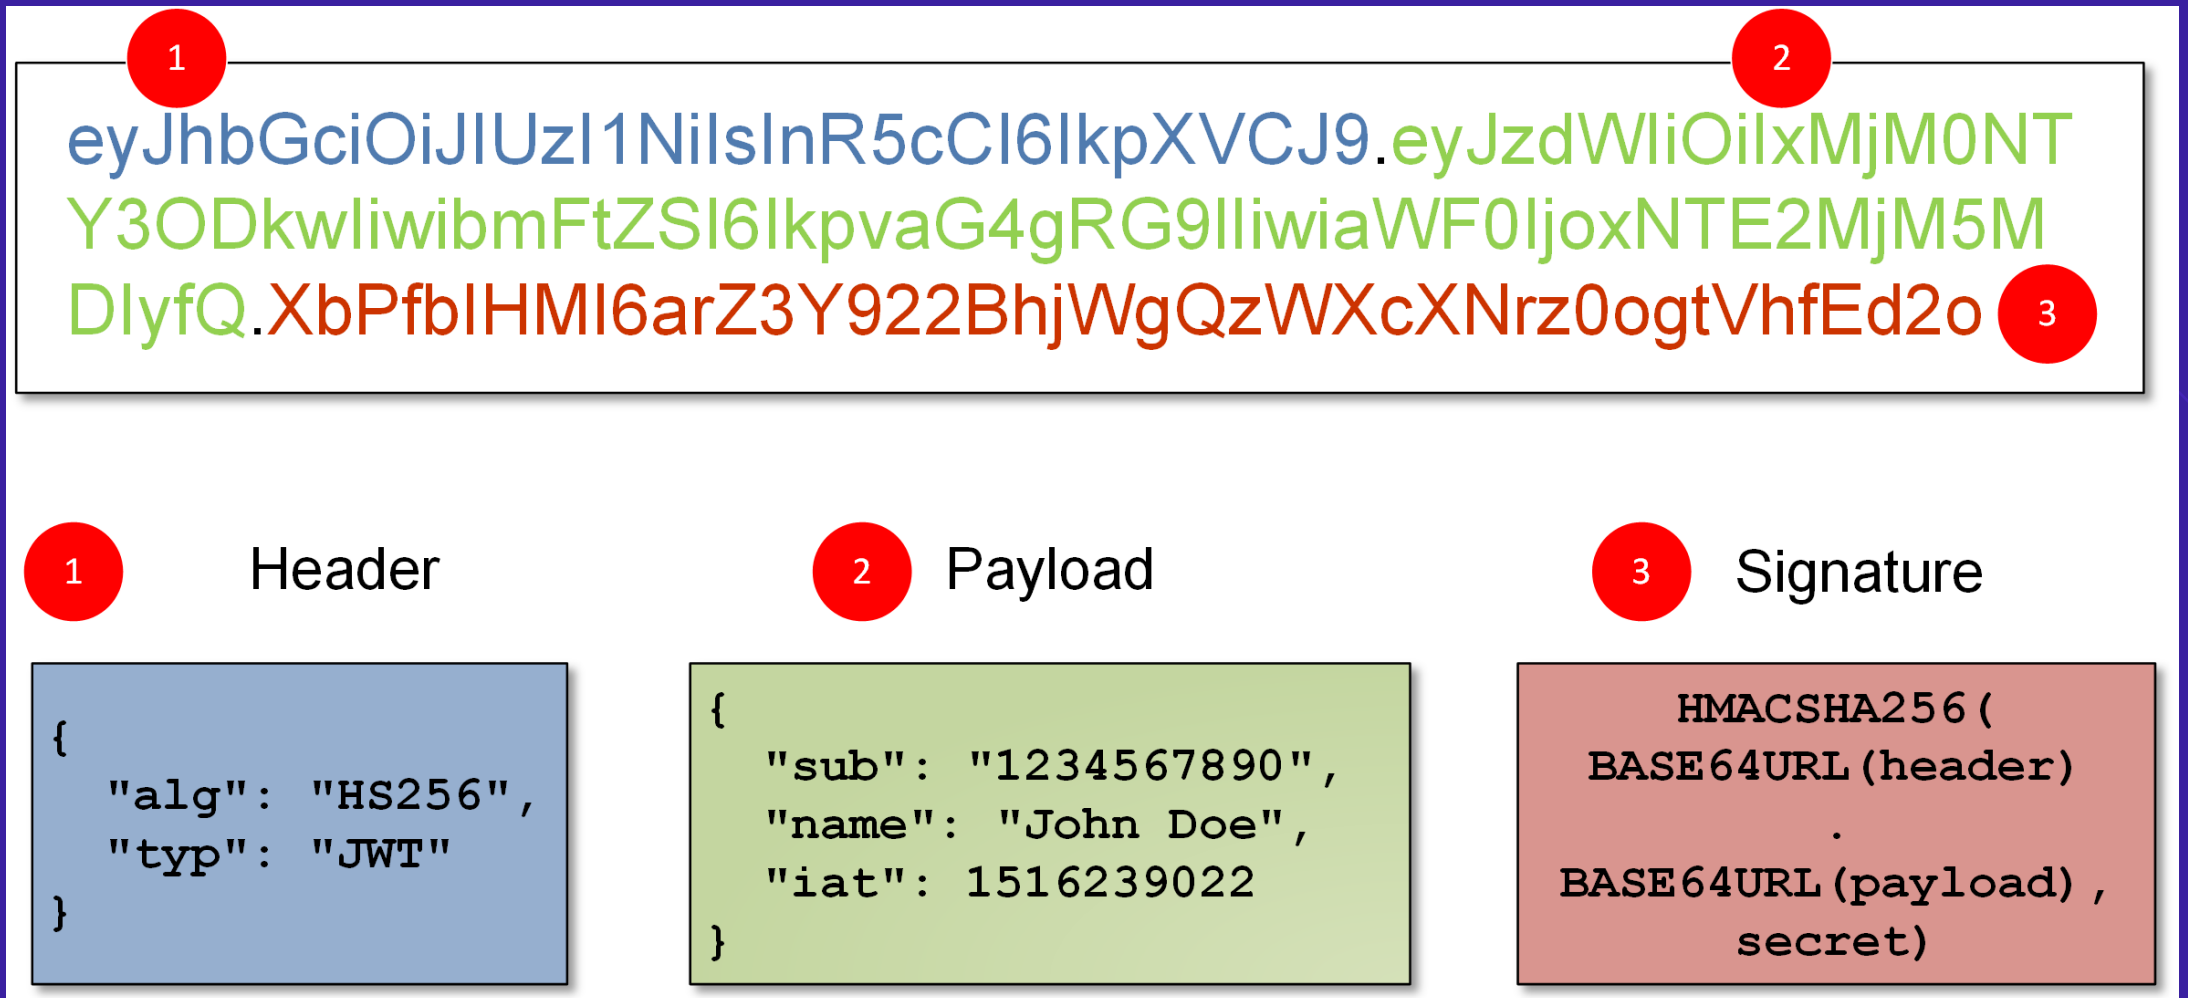 1
2
eyJhbGciOiJIUzI1NiIsInR5cCI6IkpXVCJ9.eyJzdWIiOiIxMjM0NT
Y3ODkwIiwibmFtZSI6IkpvaG4gRG9lIiwiaWF0IjoxNTE2MjM5M
DIyfQ.XbPfbIHMI6arZ3Y922BhjWgQzWXcXNrz0ogtVhfEd2o
3
1 Header
2 Payload
3 Signature
{
"alg": "HS256",
"typ": "JWT"
}
{
"sub": "1234567890",
"name": "John Doe",
"iat": 1516239022
}
HMACSHA256(
BASE64URL(header)
.
BASE64URL(payload),
secret)